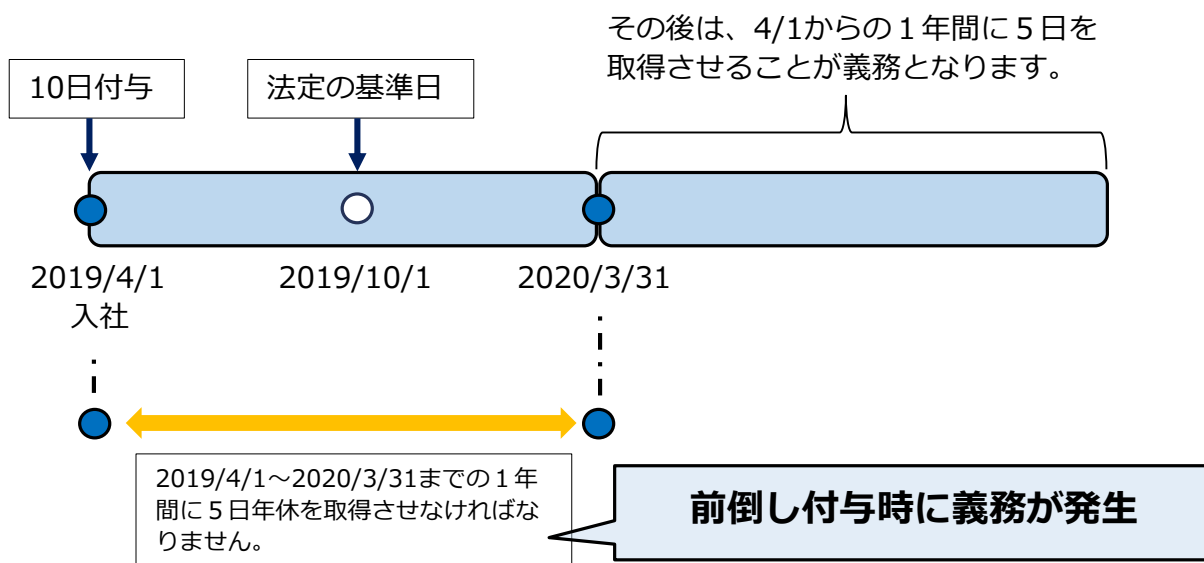 その後は、4/1からの１年間に５日を
取得させることが義務となります。
10日付与
法定の基準日
2019/4/1
入社
2019/10/1
2020/3/31
2019/4/1～2020/3/31までの１年
間に５日年休を取得させなければな
りません。
前倒し付与時に義務が発生